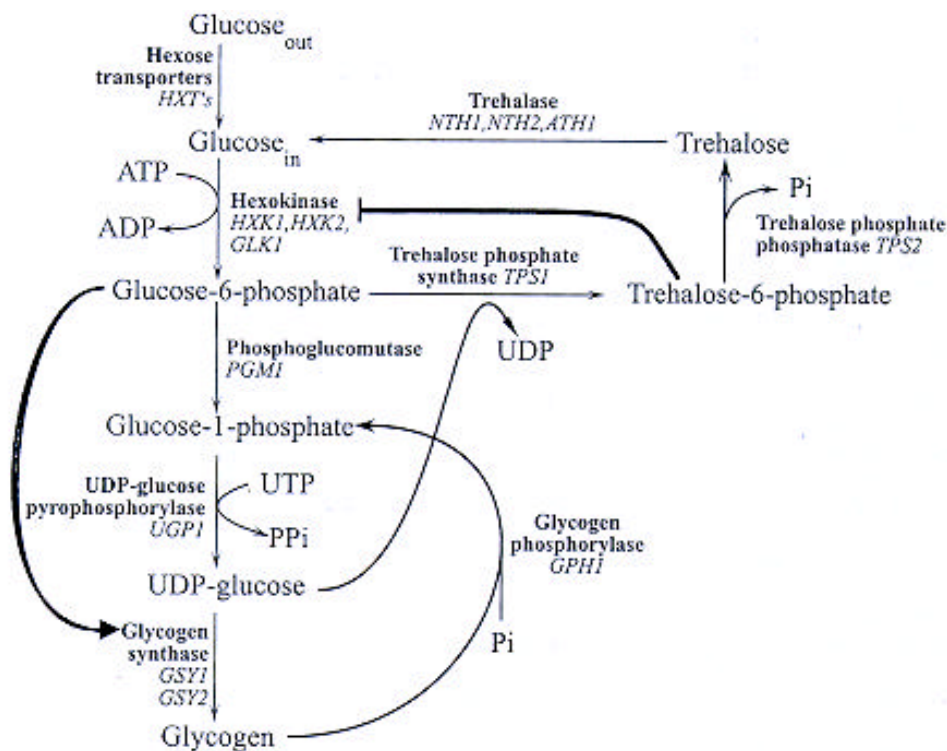 Glucose out
Hexose
transporters
HXT's
Trehalase
NTH1,NTH2,ATH1
Glucose in
Trehalose
ATP
ADP
Hexokinase
HXK1,HXK2,
GLK1
Pi
Trehalose phosphate
phosphatase TPS2
Trehalose phosphate
synthase TPS1
Glucose-6-phosphate
Trehalose-6-phosphate
UDP
Phosphoglucomutase
PGM1
Glucose-1-phosphate
UDP-glucose
pyrophosphorylase
UGP1
UTP
PPi
Glycogen
phosphorylase
GPH1
UDP-glucose
Pi
Glycogen
synthase
GSY1
GSY2
Glycogen